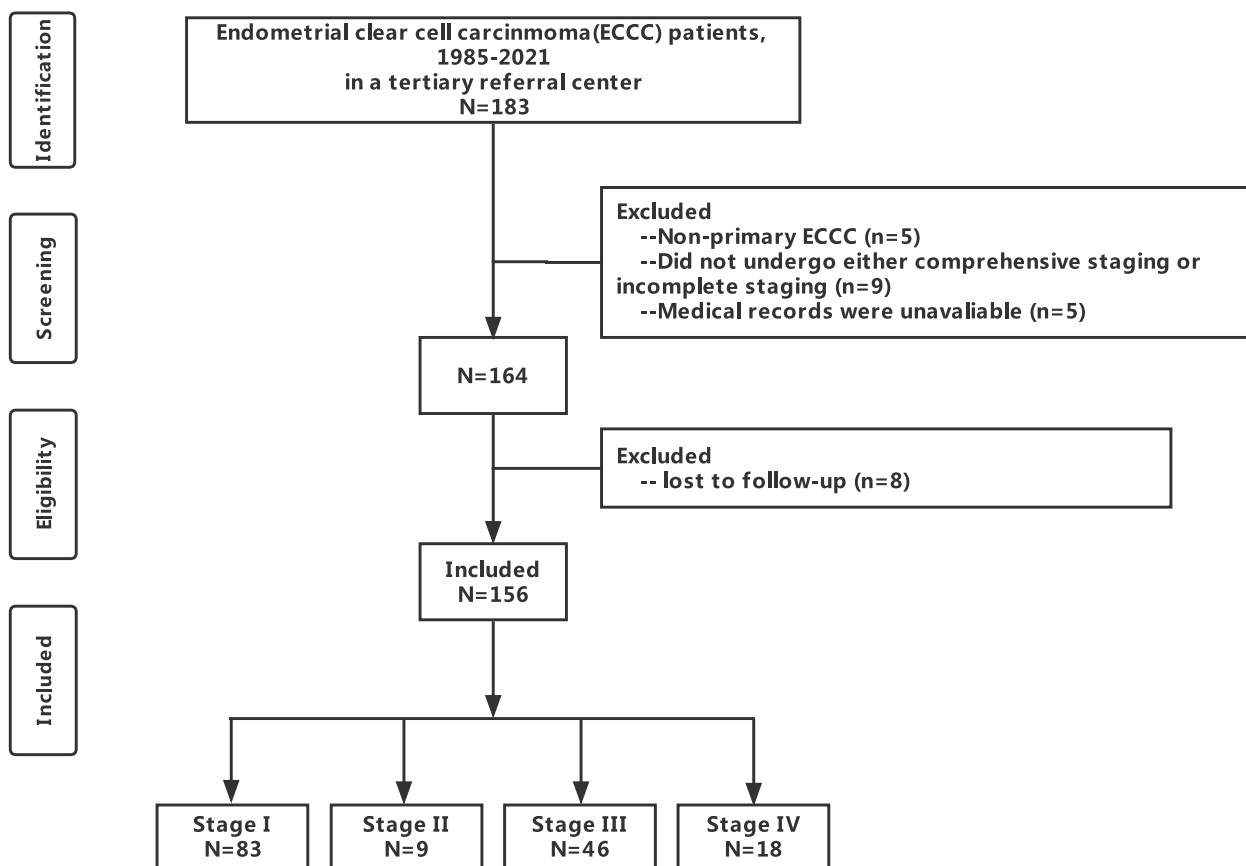 Identification
Endometrial clear cell carcinmoma(ECCC) patients,
1985-2021
in a tertiary referral center
N=183
Screening
Excluded
--Non-primary ECCC (n=5)
--Did not undergo either comprehensive staging or
incomplete staging (n=9)
--Medical records were unavaliable (n=5)
N=164
Eligibility
Excluded
-- lost to follow-up (n=8)
Included
N=156
Included
Stage I
N=83
Stage II
N=9
Stage III
N=46
Stage IV
N=18